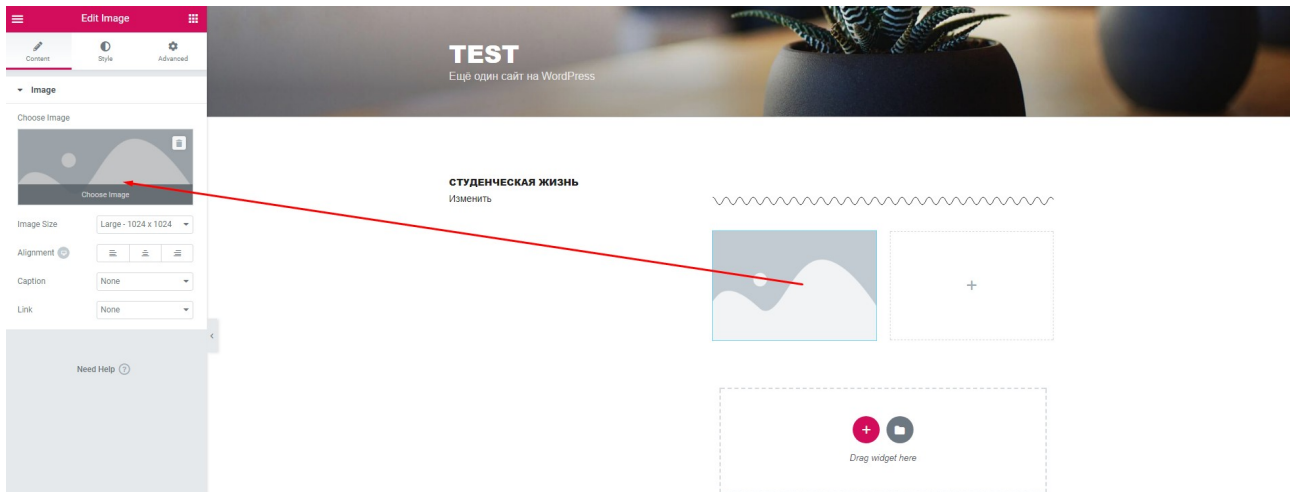 Edit Image
Content
Style
Advanced
Image
Choose Image
Choose Image
Image Size
Large - 1024 x 1024
Alignment
Caption
None
Link
None
Need Help ?
TEST
Ещё один сайт на WordPress
СТУДЕНЧЕСКАЯ ЖИЗНЬ
Изменить
Drag widget here